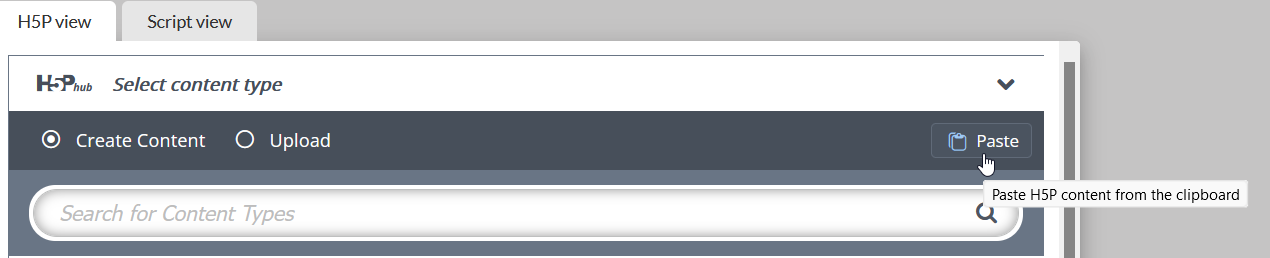 H5P view
Script view
H5P hub Select content type
Create Content
Upload
Paste
Paste H5P content from the clipboard
Search for Content Types